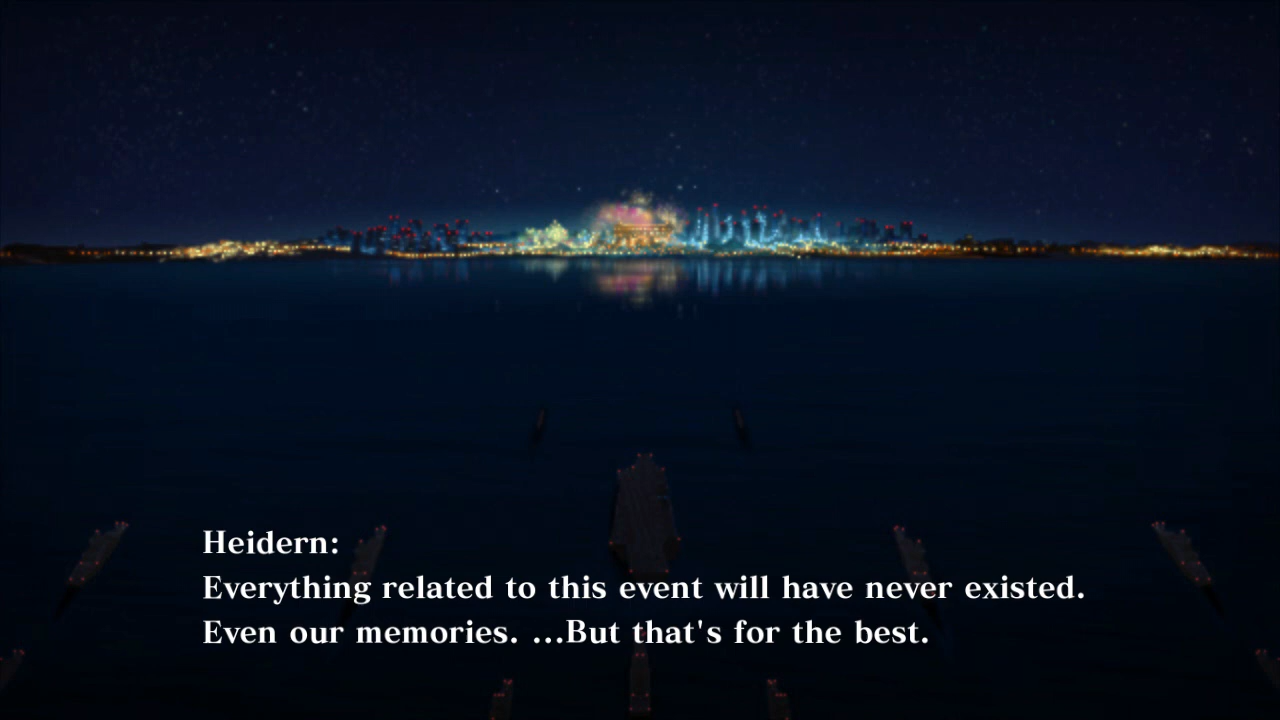 Heidern:
Everything related to this event will have never existed.
Even our memories. ...But that's for the best.